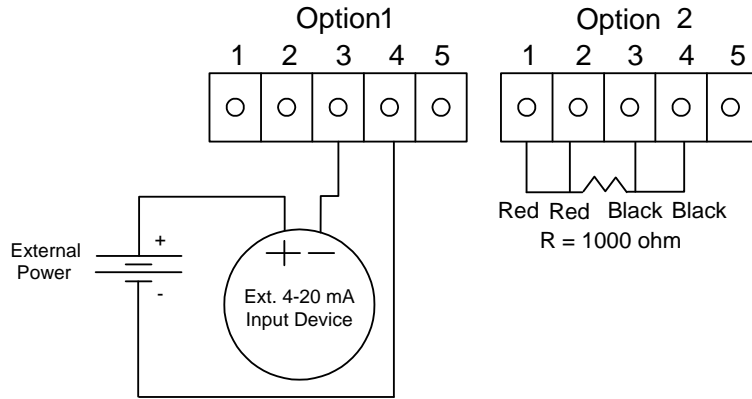 Option1
1 2 3 4 5
Option 2
1 2 3 4 5
External
Power
+
-
+ −
Ext. 4-20 mA
Input Device
Red Red Black Black
R = 1000 ohm